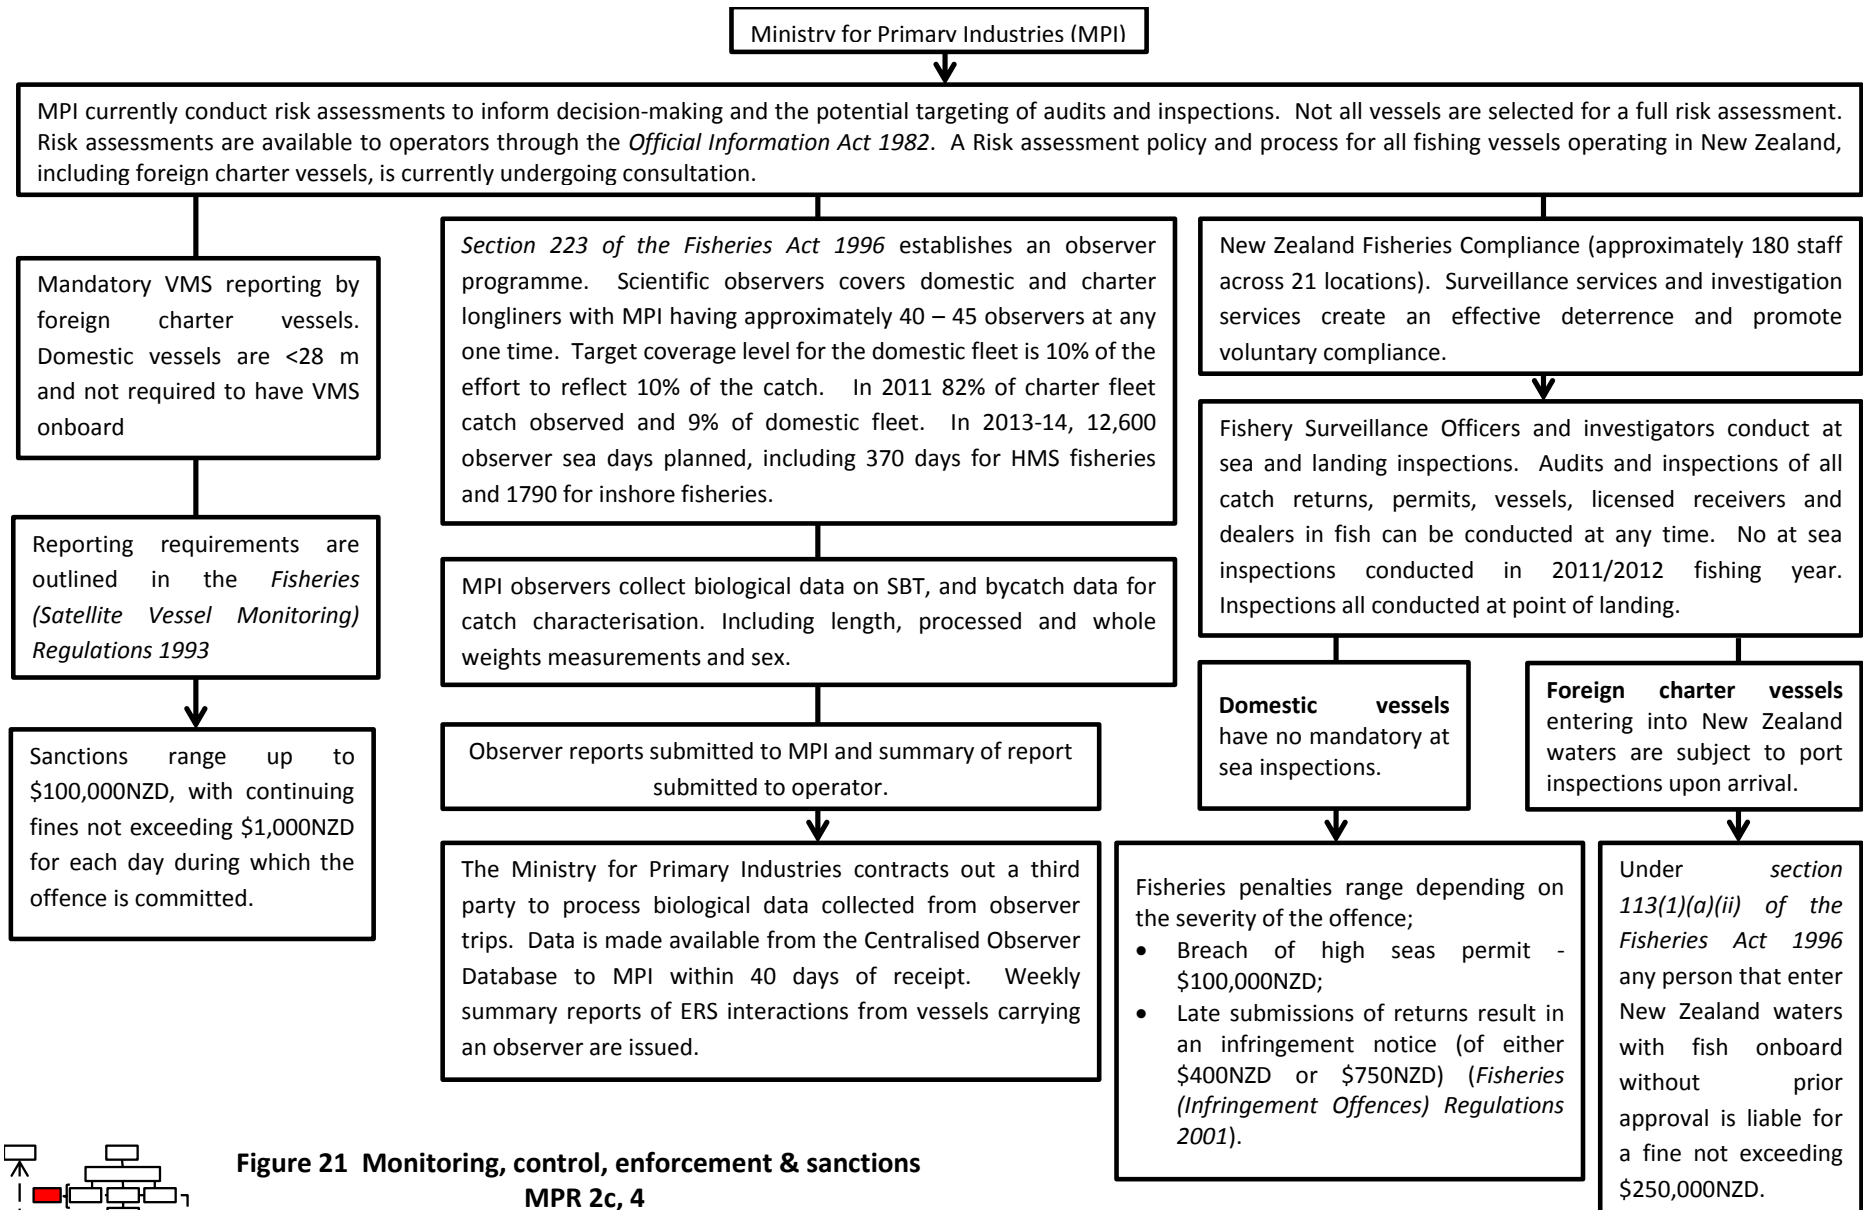 Ministry for Primary Industries (MPI)
MPI currently conduct risk assessments to inform decision-making and the potential targeting of audits and inspections. Not all vessels are selected for a full risk assessment.
Risk assessments are available to operators through the Official Information Act 1982. A Risk assessment policy and process for all fishing vessels operating in New Zealand,
including foreign charter vessels, is currently undergoing consultation.
Mandatory VMS reporting by
foreign charter vessels.
Domestic vessels are <28 m
and not required to have VMS
onboard
Reporting requirements are
outlined in the Fisheries
(Satellite Vessel Monitoring)
Regulations 1993
Sanctions range up to
$100,000NZD, with continuing
fines not exceeding $1,000NZD
for each day during which the
offence is committed.
Section 223 of the Fisheries Act 1996 establishes an observer
programme. Scientific observers covers domestic and charter
longliners with MPI having approximately 40 – 45 observers at any
one time. Target coverage level for the domestic fleet is 10% of the
effort to reflect 10% of the catch. In 2011 82% of charter fleet
catch observed and 9% of domestic fleet. In 2013-14, 12,600
observer sea days planned, including 370 days for HMS fisheries
and 1790 for inshore fisheries.
MPI observers collect biological data on SBT, and bycatch data for
catch characterisation. Including length, processed and whole
weights measurements and sex.
Observer reports submitted to MPI and summary of report
submitted to operator.
The Ministry for Primary Industries contracts out a third
party to process biological data collected from observer
trips. Data is made available from the Centralised Observer
Database to MPI within 40 days of receipt. Weekly
summary reports of ERS interactions from vessels carrying
an observer are issued.
New Zealand Fisheries Compliance (approximately 180 staff
across 21 locations). Surveillance services and investigation
services create an effective deterrence and promote
voluntary compliance.
Fishery Surveillance Officers and investigators conduct at
sea and landing inspections. Audits and inspections of all
catch returns, permits, vessels, licensed receivers and
dealers in fish can be conducted at any time. No at sea
inspections conducted in 2011/2012 fishing year.
Inspections all conducted at point of landing.
Domestic vessels
have no mandatory at
sea inspections.
Fisheries penalties range depending on
the severity of the offence;
• Breach of high seas permit -
$100,000NZD;
• Late submissions of returns result in
an infringement notice (of either
$400NZD or $750NZD) (Fisheries
(Infringement Offences) Regulations
2001).
Foreign charter vessels
entering into New Zealand
waters are subject to port
inspections upon arrival.
Under section
113(1)(a)(ii) of the
Fisheries Act 1996
any person that enter
New Zealand waters
with fish onboard
without prior
approval is liable for
a fine not exceeding
$250,000NZD.
Figure 21 Monitoring, control, enforcement & sanctions
MPR 2c, 4